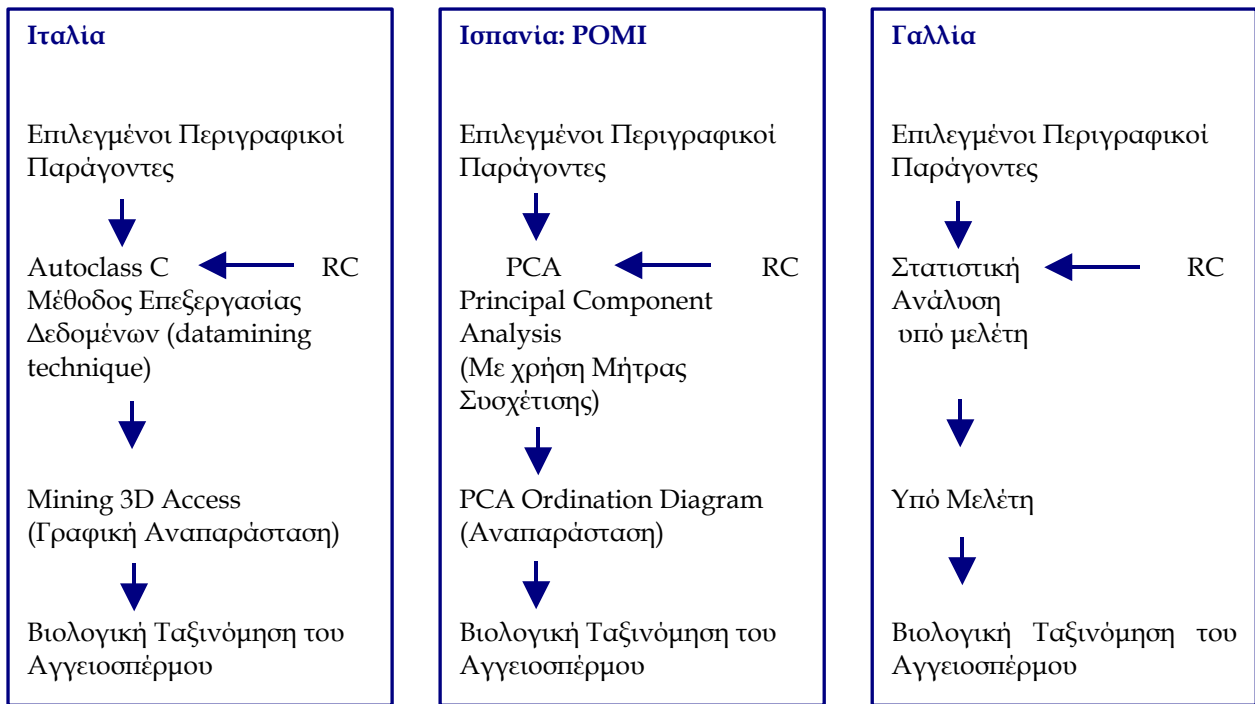 Ιταλία
Επιλεγμένοι Περιγραφικοί
Παράγοντες
Autoclass C RC
Μέθοδος Επεξεργασίας
Δεδομένων (datamining
technique)
Mining 3D Access
(Γραφική Αναπαράσταση)
Βιολογική Ταξινόμηση του
Αγγειοσπέρμου
Ισπανία: POMI
Επιλεγμένοι Περιγραφικοί
Παράγοντες
PCA RC
Principal Component
Analysis
(Με χρήση Μήτρας
Συσχέτισης)
PCA Ordination Diagram
(Αναπαράσταση)
Βιολογική Ταξινόμηση του
Αγγειοσπέρμου
Γαλλία
Επιλεγμένοι Περιγραφικοί
Παράγοντες
Στατιστική RC
Ανάλυση
υπό μελέτη
Υπό Μελέτη
Βιολογική Ταξινόμηση του
Αγγειοσπέρμου